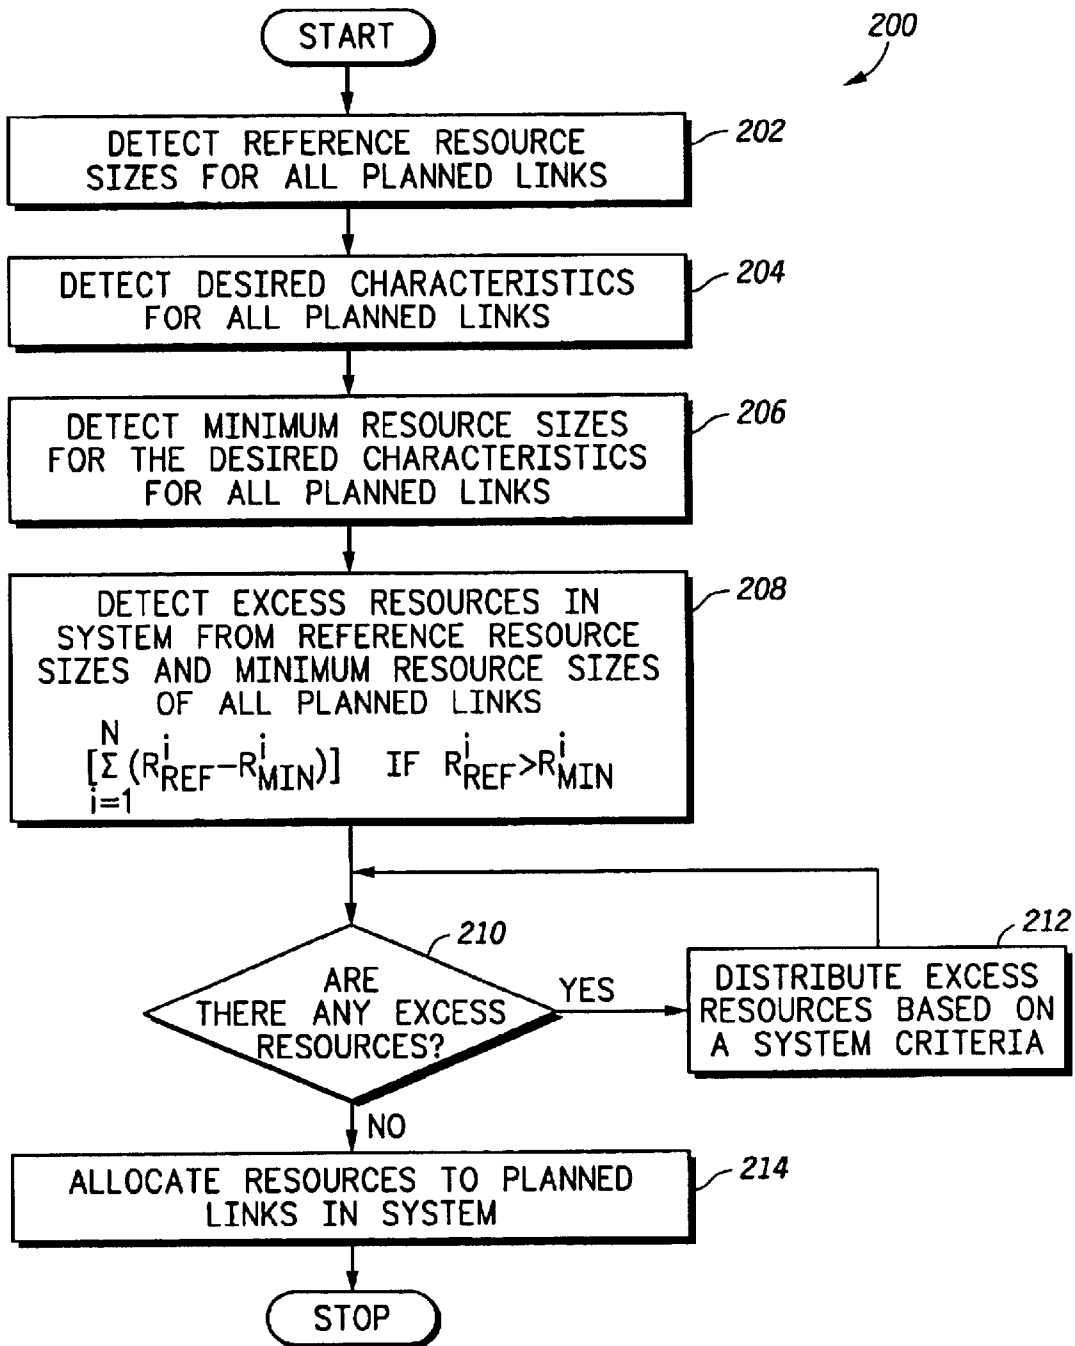 START
200
DETECT REFERENCE RESOURCE
SIZES FOR ALL PLANNED LINKS
202
DETECT DESIRED CHARACTERISTICS
FOR ALL PLANNED LINKS
204
DETECT MINIMUM RESOURCE SIZES
FOR THE DESIRED CHARACTERISTICS
FOR ALL PLANNED LINKS
206
DETECT EXCESS RESOURCES IN
SYSTEM FROM REFERENCE RESOURCE
SIZES AND MINIMUM RESOURCE SIZES
OF ALL PLANNED LINKS
N
[Σ(R^i_REF–R^i_MIN)] IF R^i_REF>R^i_MIN
i=1
208
ARE
THERE ANY EXCESS
RESOURCES?
210
YES
DISTRIBUTE EXCESS
RESOURCES BASED ON
A SYSTEM CRITERIA
212
NO
ALLOCATE RESOURCES TO PLANNED
LINKS IN SYSTEM
214
STOP